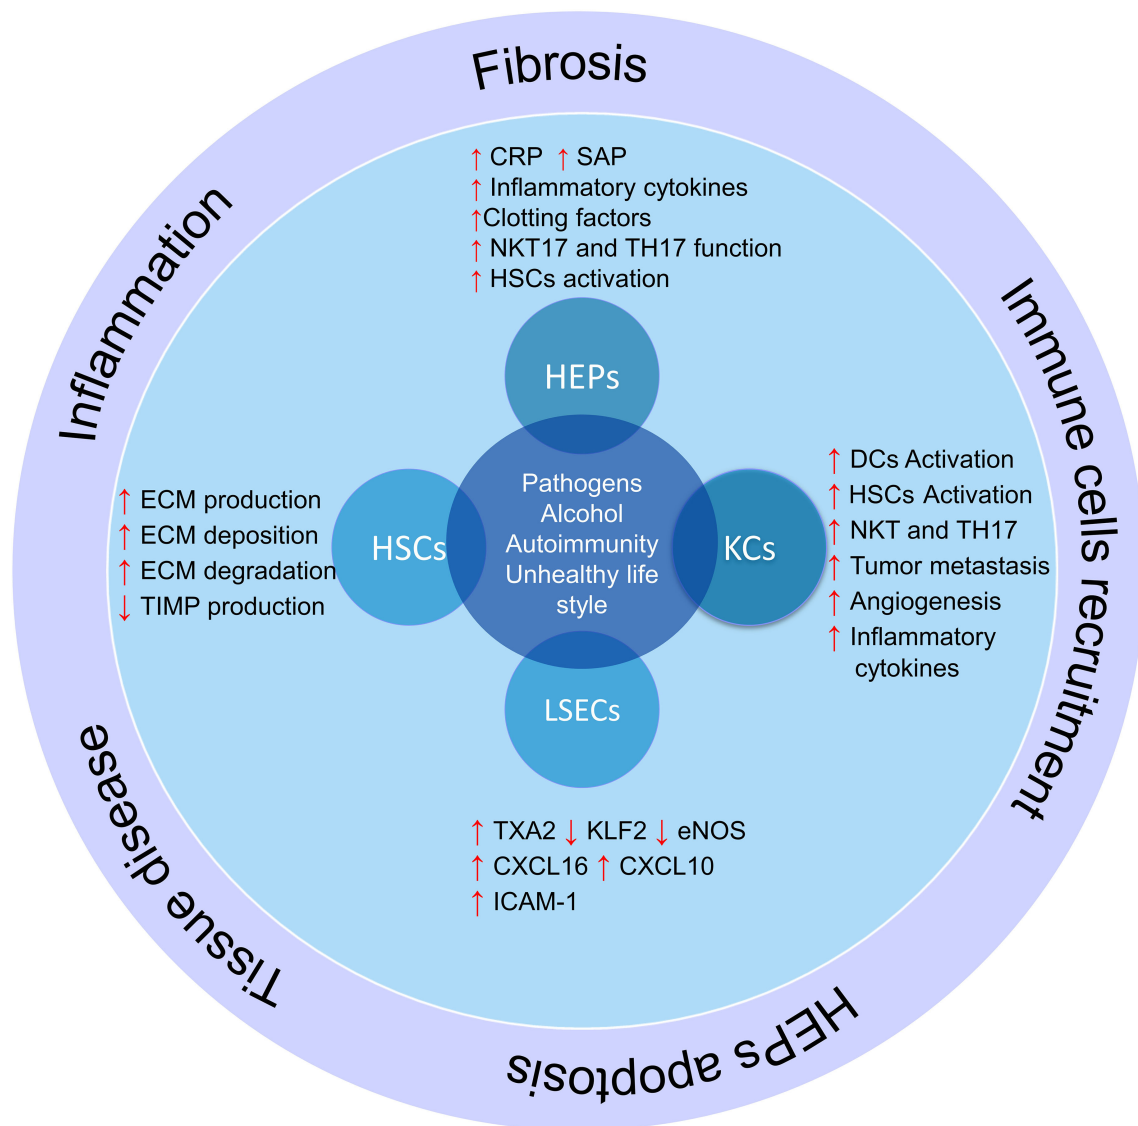 Fibrosis
Inflammation
Immune cells recruitment
Tissue disease
HEPs apoptosis
↑ CRP ↑ SAP
↑ Inflammatory cytokines
↑Clotting factors
↑ NKT17 and TH17 function
↑ HSCs activation
HEPs
Pathogens
Alcohol
Autoimmunity
Unhealthy life
style
HSCs
KCs
LSECs
↑ ECM production
↑ ECM deposition
↑ ECM degradation
↓ TIMP production
↑ DCs Activation
↑ HSCs Activation
↑ NKT and TH17
↑ Tumor metastasis
↑ Angiogenesis
↑ Inflammatory
cytokines
↑ TXA2 ↓ KLF2 ↓ eNOS
↑ CXCL16 ↑ CXCL10
↑ ICAM-1